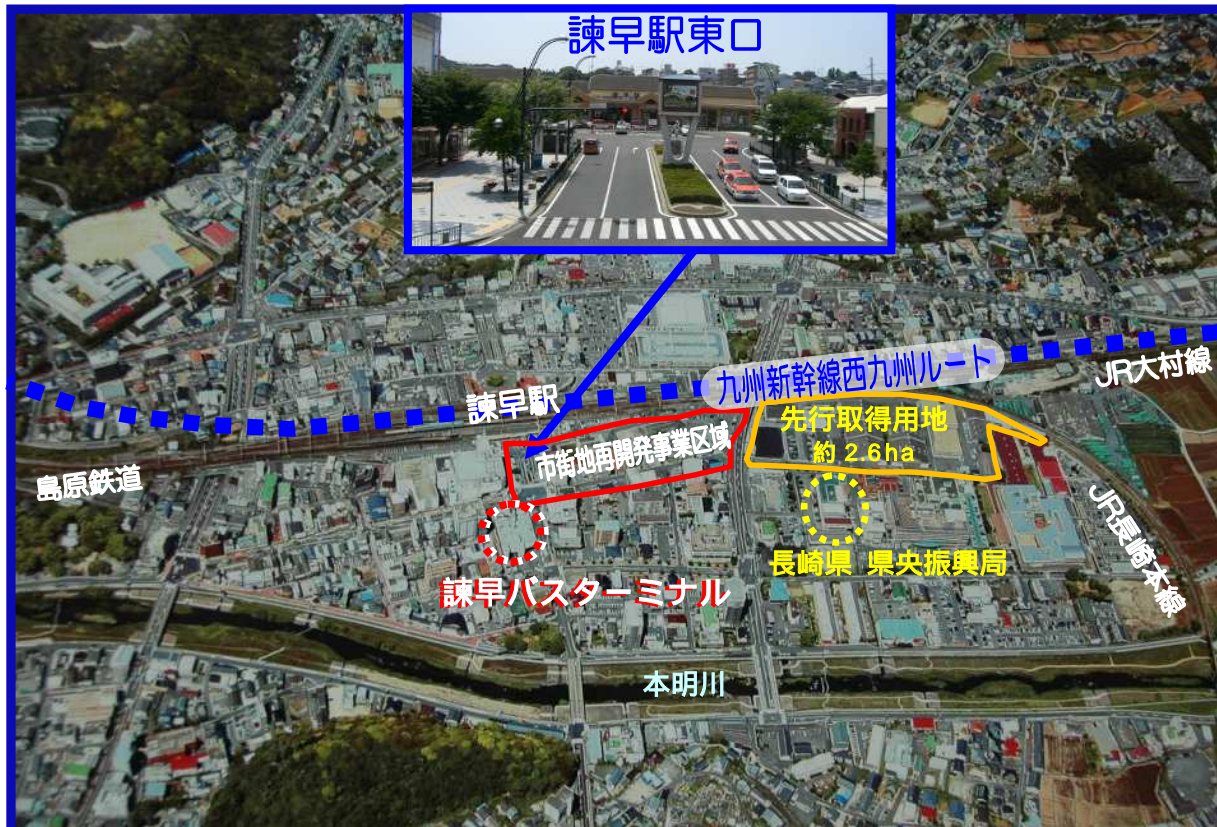 諫早駅東口
九州新幹線西九州ルート
JR大村線
諫早駅
先行取得用地
約2.6ha
市街地再開発事業区域
島原鉄道
JR長崎本線
長崎県 県央振興局
諫早バスターミナル
本明川